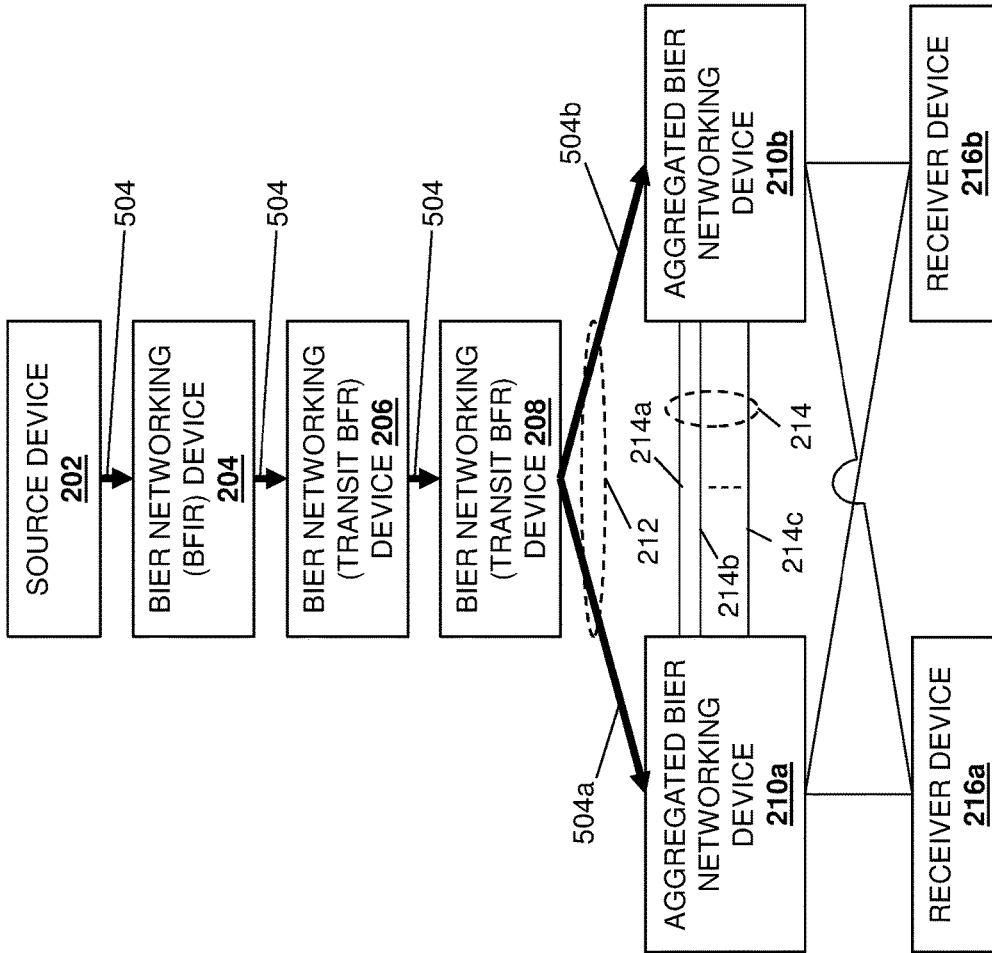 SOURCE DEVICE
202
504
BIER NETWORKING
(BFIR) DEVICE
204
504
BIER NETWORKING
(TRANSIT BFR)
DEVICE 206
504
BIER NETWORKING
(TRANSIT BFR)
DEVICE 208
504a
504b
212
AGGREGATED BIER
NETWORKING
DEVICE
210a
214a
214b
214
214c
AGGREGATED BIER
NETWORKING
DEVICE
210b
RECEIVER DEVICE
216a
RECEIVER DEVICE
216b